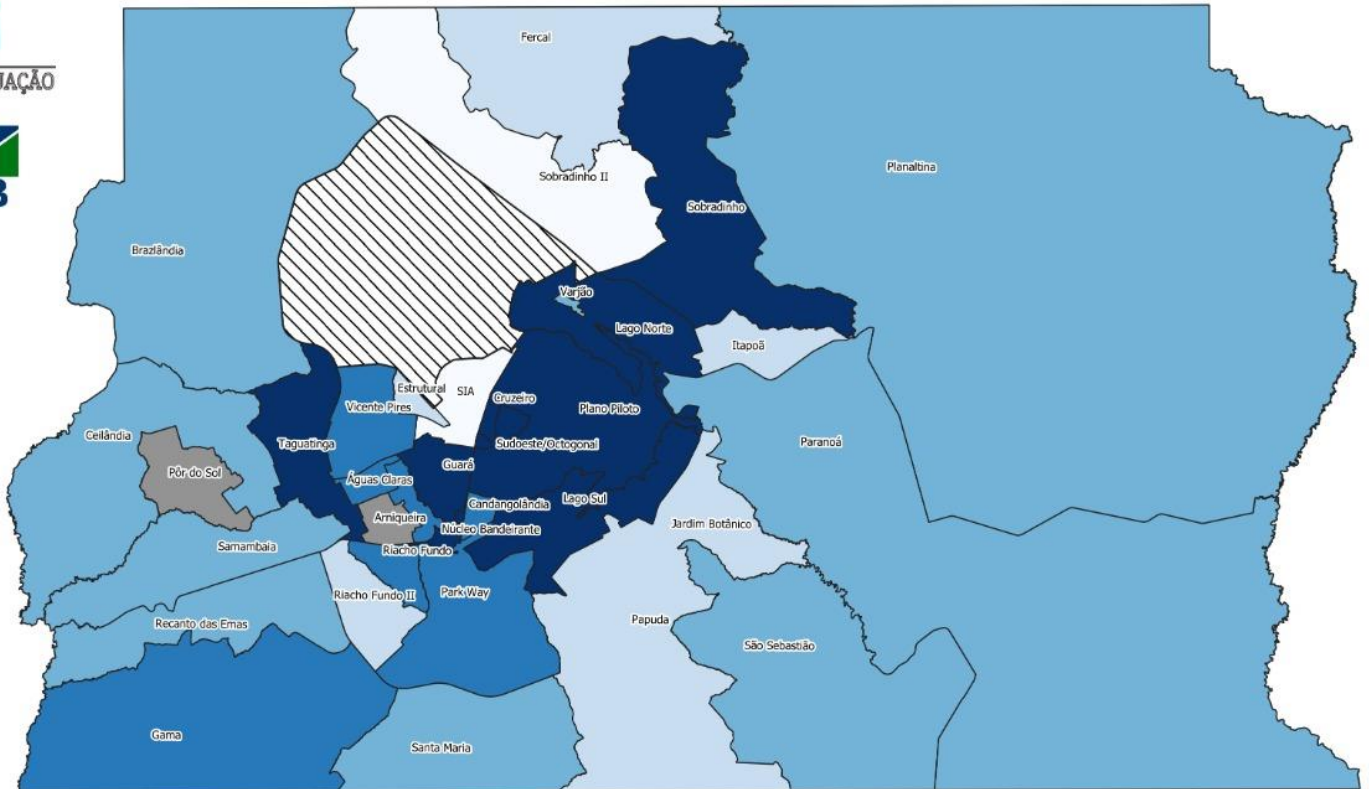 Fercal
UAÇÃO
Planaltina
Sobradinho II
Sobradinho
Brazlândia
Varjão
Lago Norte
Itapoã
Estrutural
SIA
Cruzeiro
Vicente Pires
Plano Piloto
Ceilândia
Taguatinga
Sudoeste/Octogonal
Paranoá
Guará
Pôr do Sol
Águas Claras
Lago Sul
Candangolândia
Arniqueira
Jardim Botânico
Núcleo Bandeirante
Samambaia
Riacho Fundo
Park Way
Riacho Fundo II
Papuda
Recanto das Emas
São Sebastião
Gama
Santa Maria